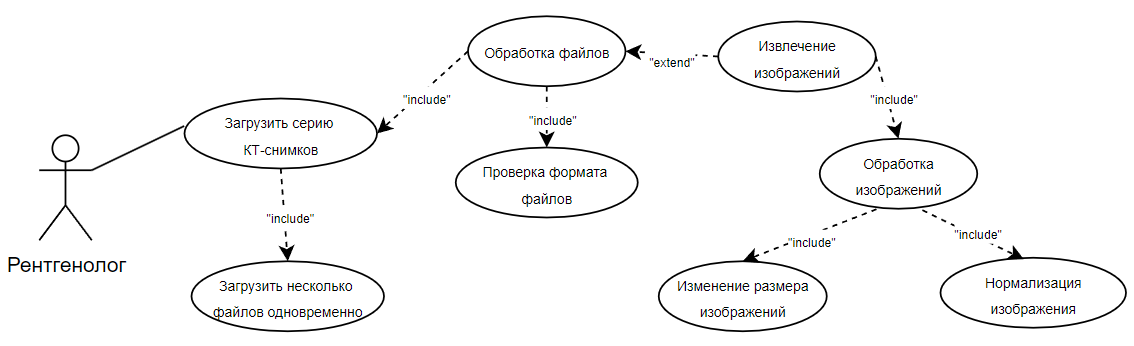 Обработка файлов
"extend"
Извлечение
изображений
"include"
"include"
"include"
Загрузить серию
КТ-снимков
Проверка формата
файлов
Обработка
изображений
"include"
"include"
"include"
Рентгенолог
Загрузить несколько
файлов одновременно
Изменение размера
изображений
Нормализация
изображения